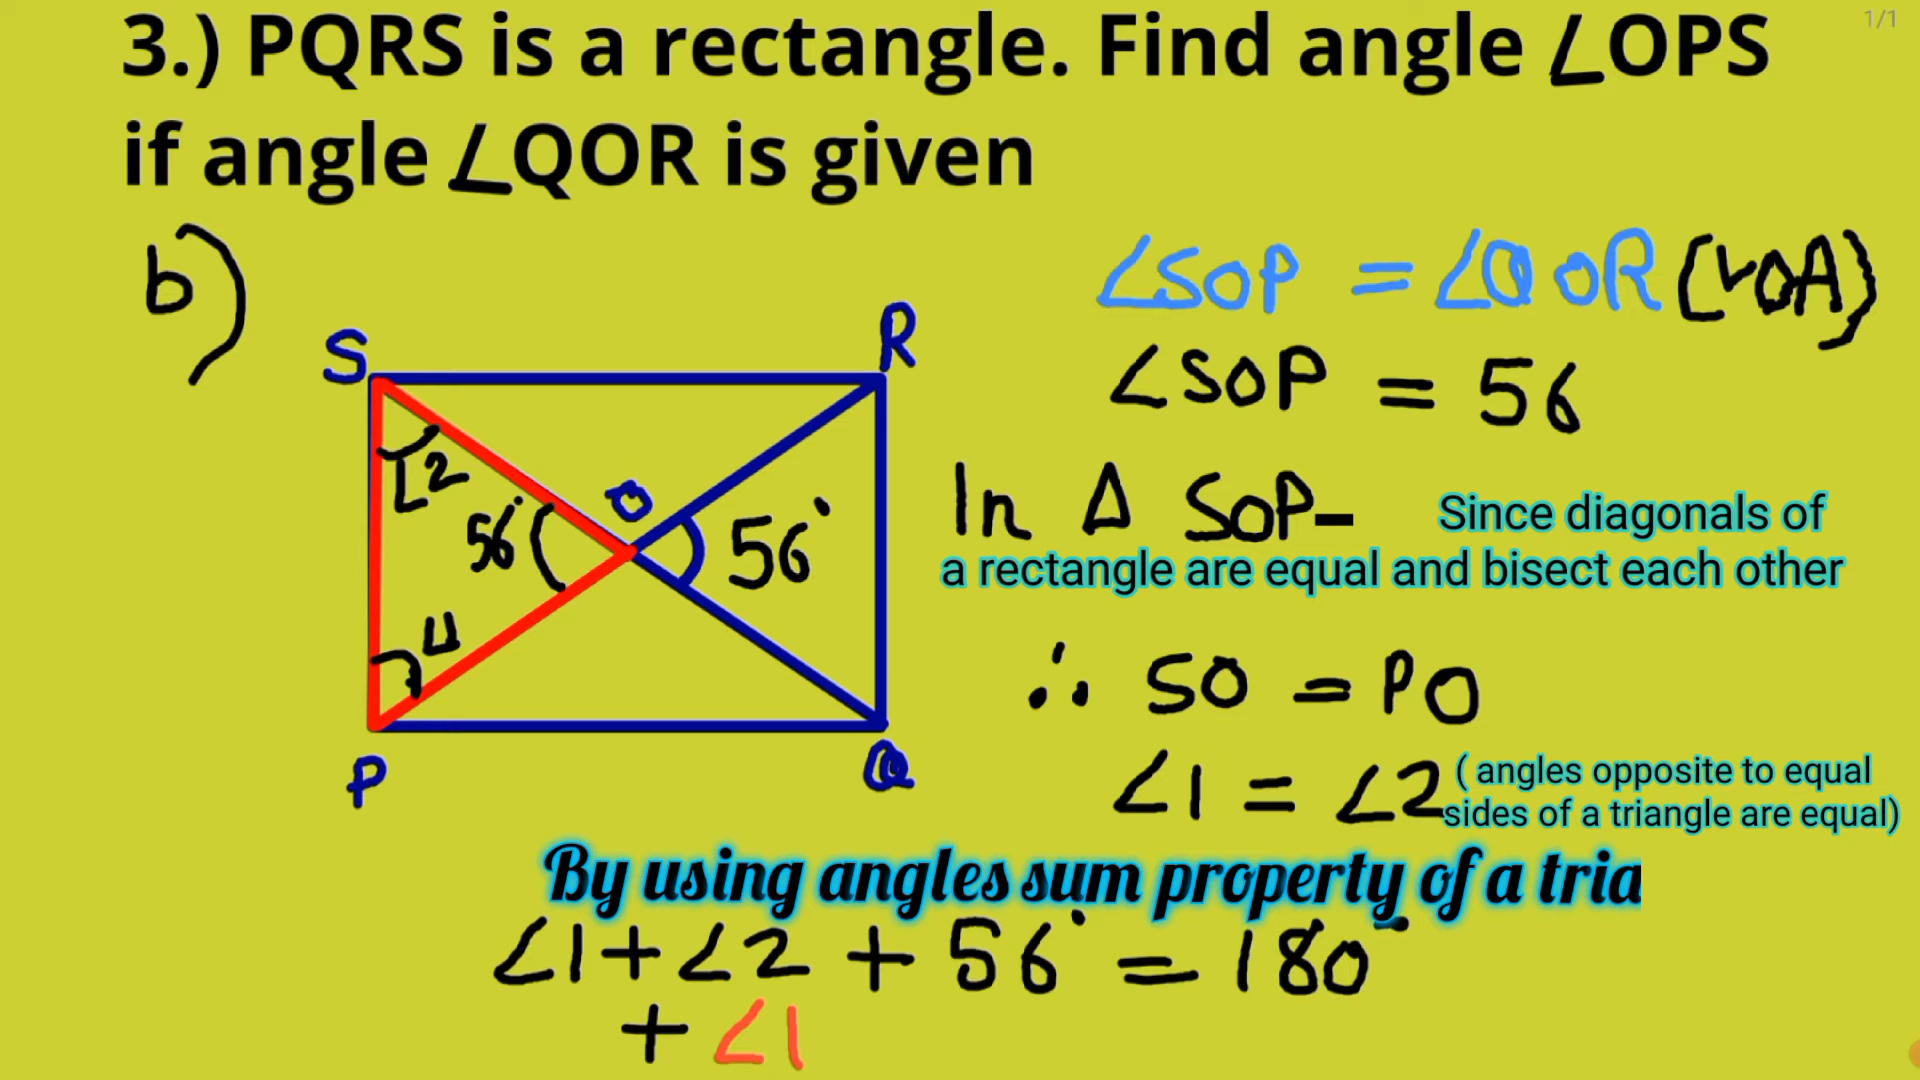 1/1
3.) PQRS is a rectangle. Find angle ∠OPS
if angle ∠QOR is given
b)
∠SOP = ∠QOR (VOA)
∠SOP = 56
In Δ SOP-
Since diagonals of
a rectangle are equal and bisect each other
∴ SO = PO
∠1 = ∠2
( angles opposite to equal
sides of a triangle are equal)
By using angles sum property of a tria
∠1 + ∠2 + 56° = 180°
+ ∠1
S
R
∠2
56°
O
56°
∠1
P
Q